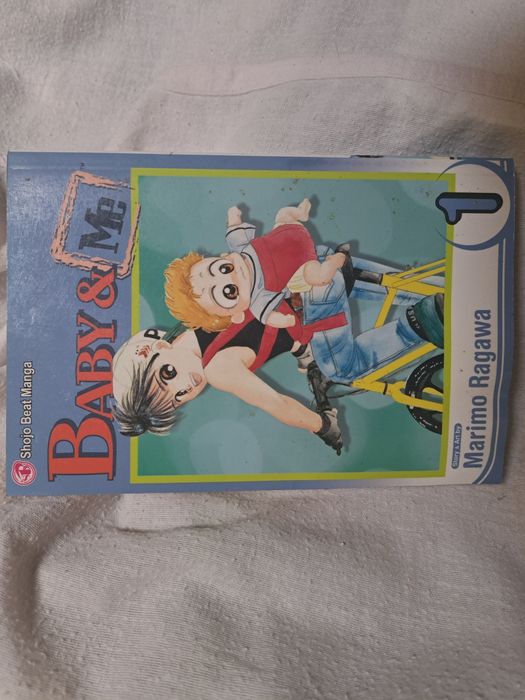 Shojo Beat Manga
BABY & Me
1
Story & Art by
Marimo Ragawa